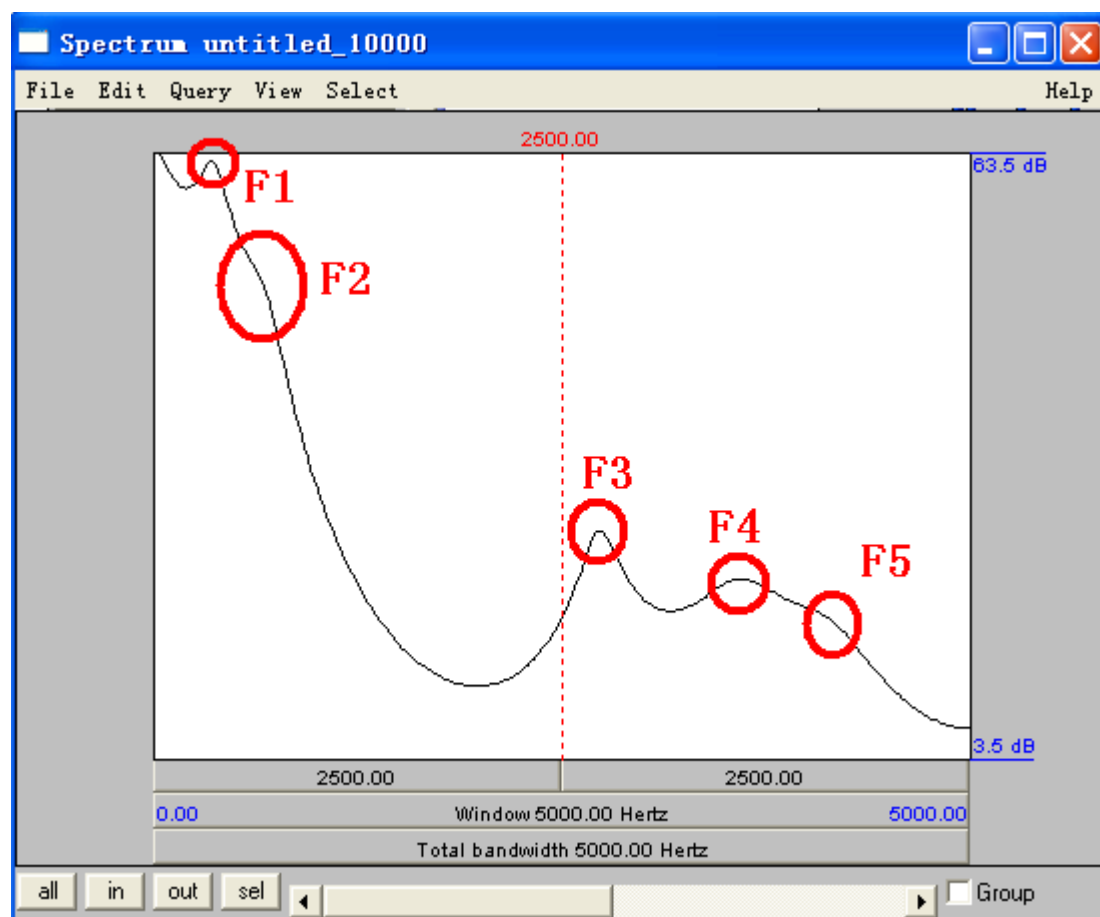 Spectrum untitled_10000
File Edit Query View Select Help
2500.00
63.5 dB
F1
F2
F3
F4
F5
3.5 dB
2500.00 2500.00
0.00 Window 5000.00 Hertz 5000.00
Total bandwidth 5000.00 Hertz
all in out sel Group